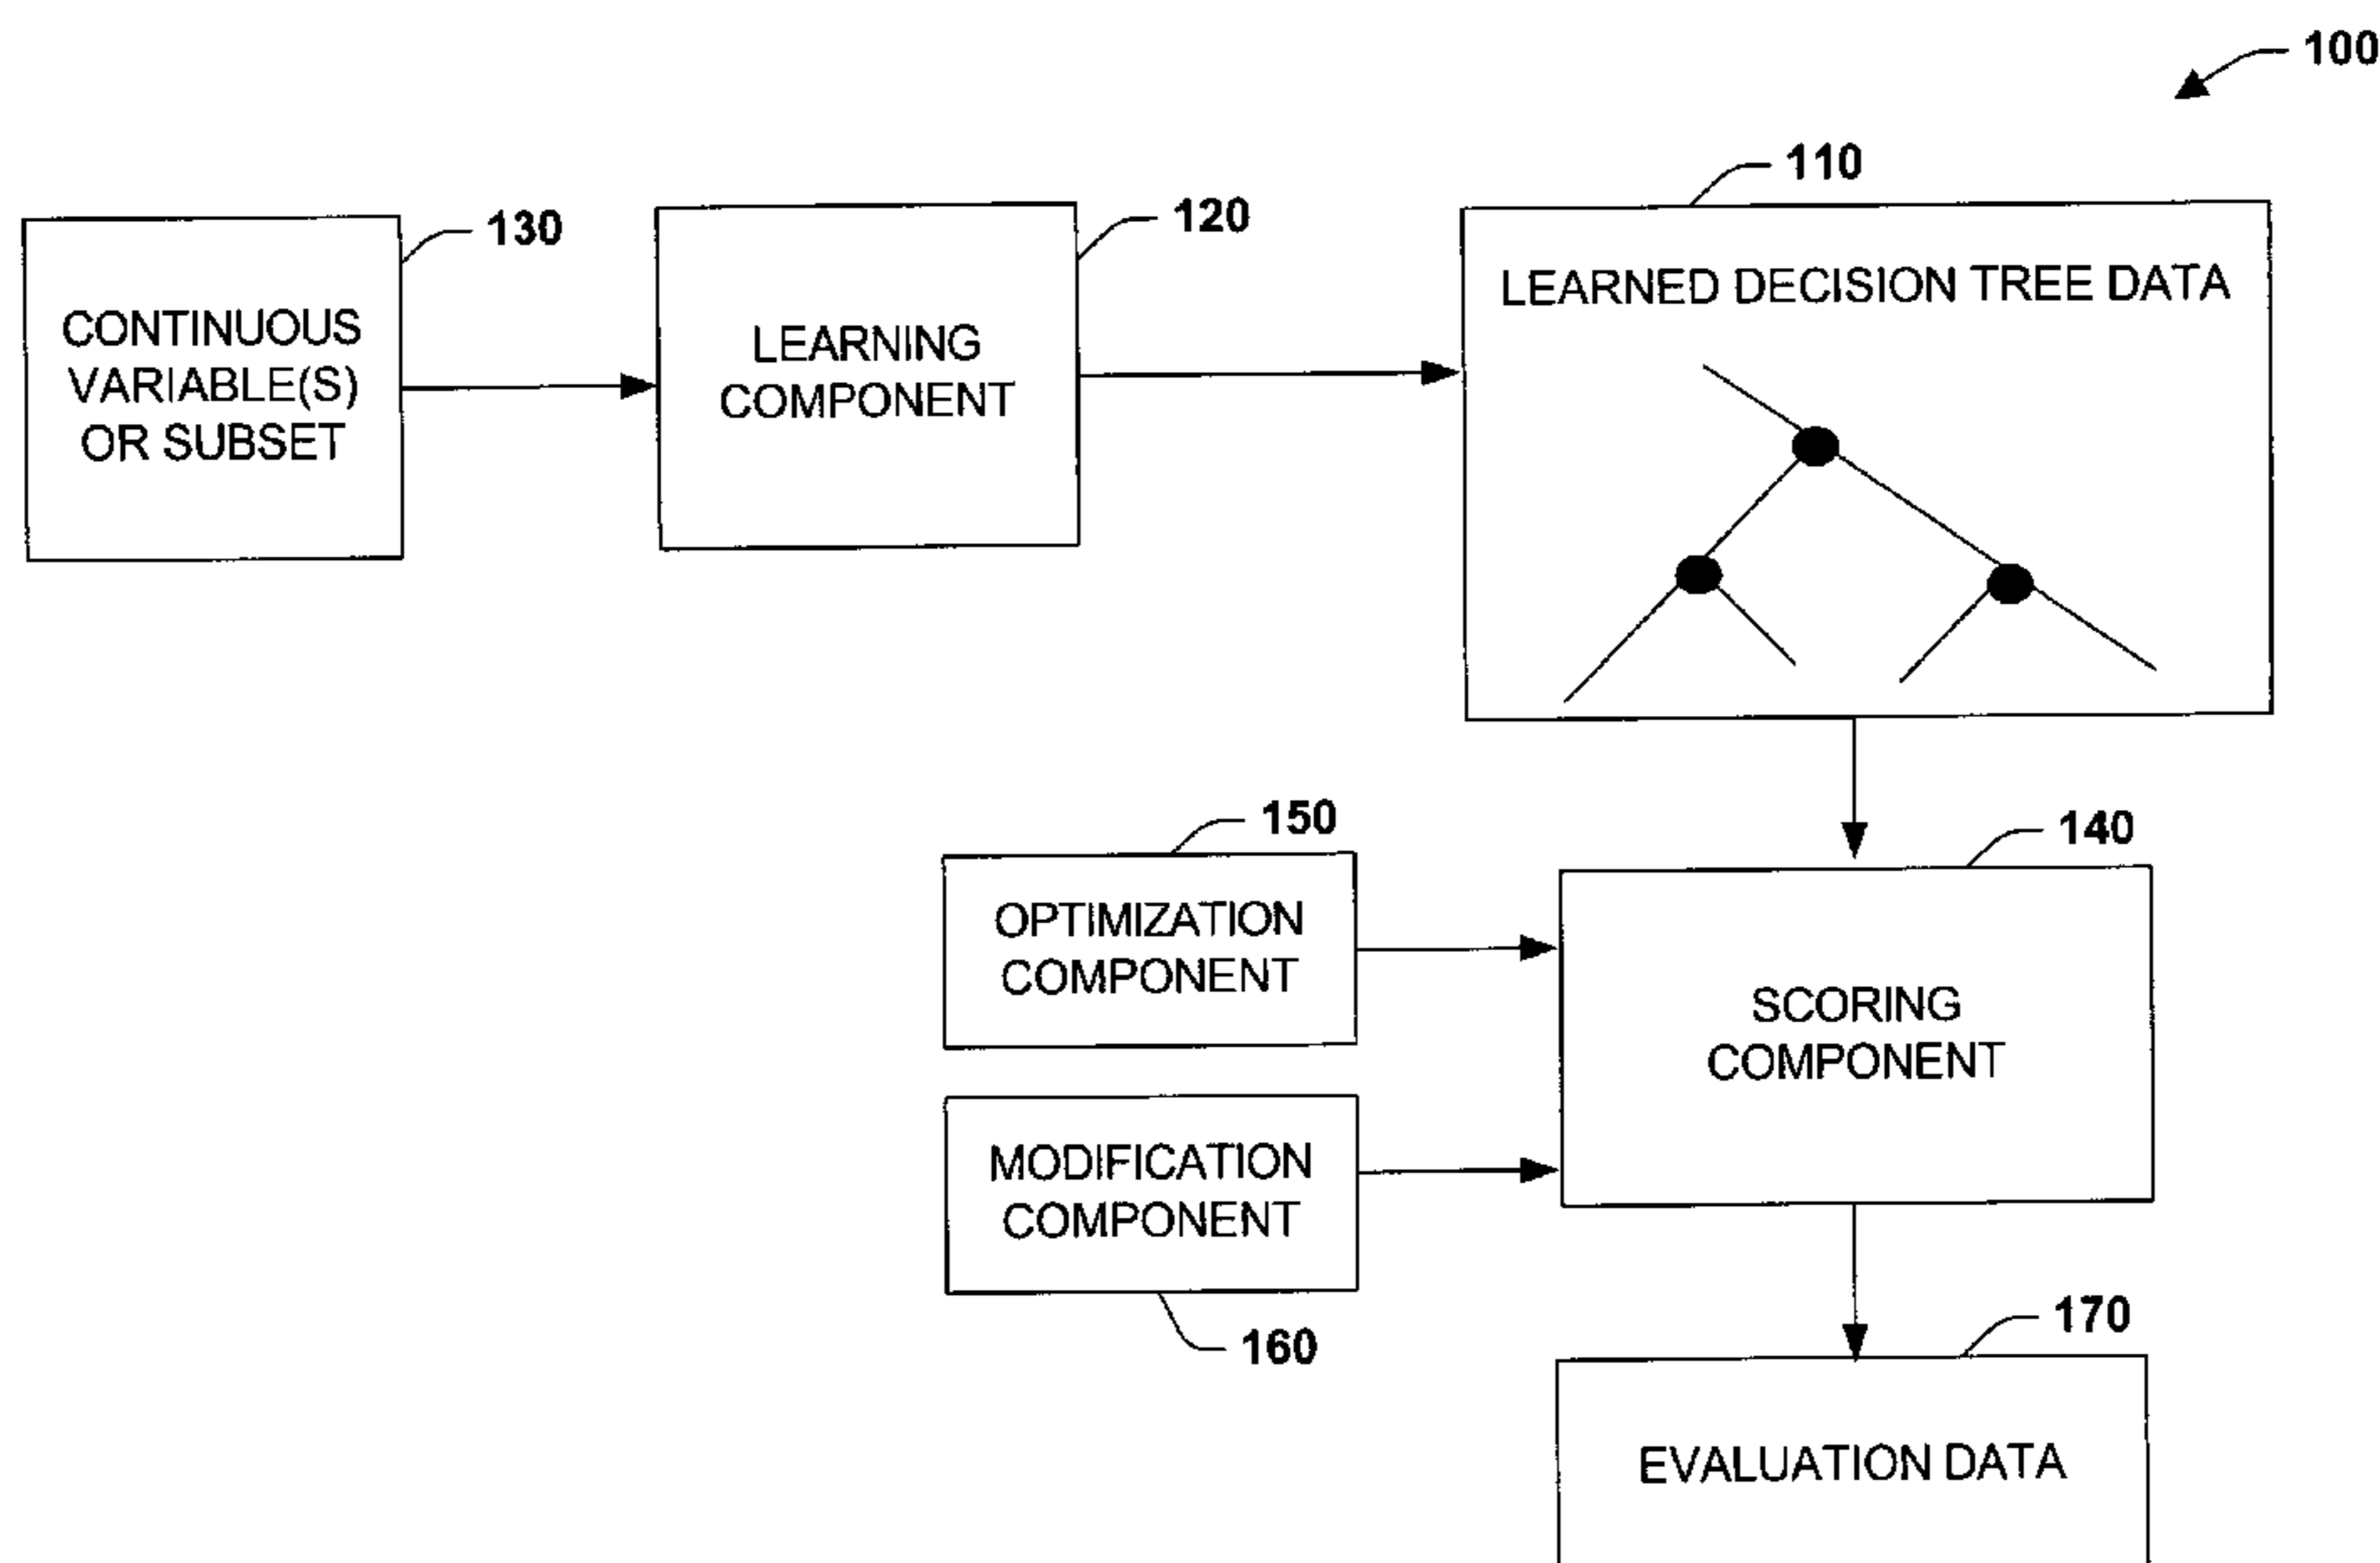 100
110
130
120
CONTINUOUS
VARIABLE(S)
OR SUBSET
LEARNING
COMPONENT
LEARNED DECISION TREE DATA
150
140
OPTIMIZATION
COMPONENT
SCORING
COMPONENT
MODIFICATION
COMPONENT
160
170
EVALUATION DATA